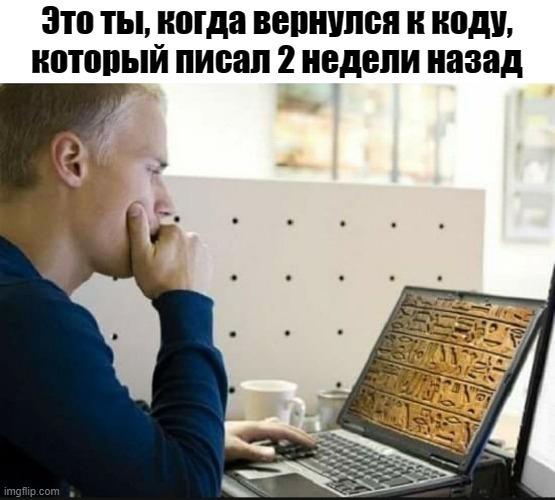 Это ты, когда вернулся к коду,
который писал 2 недели назад
imgflip.com